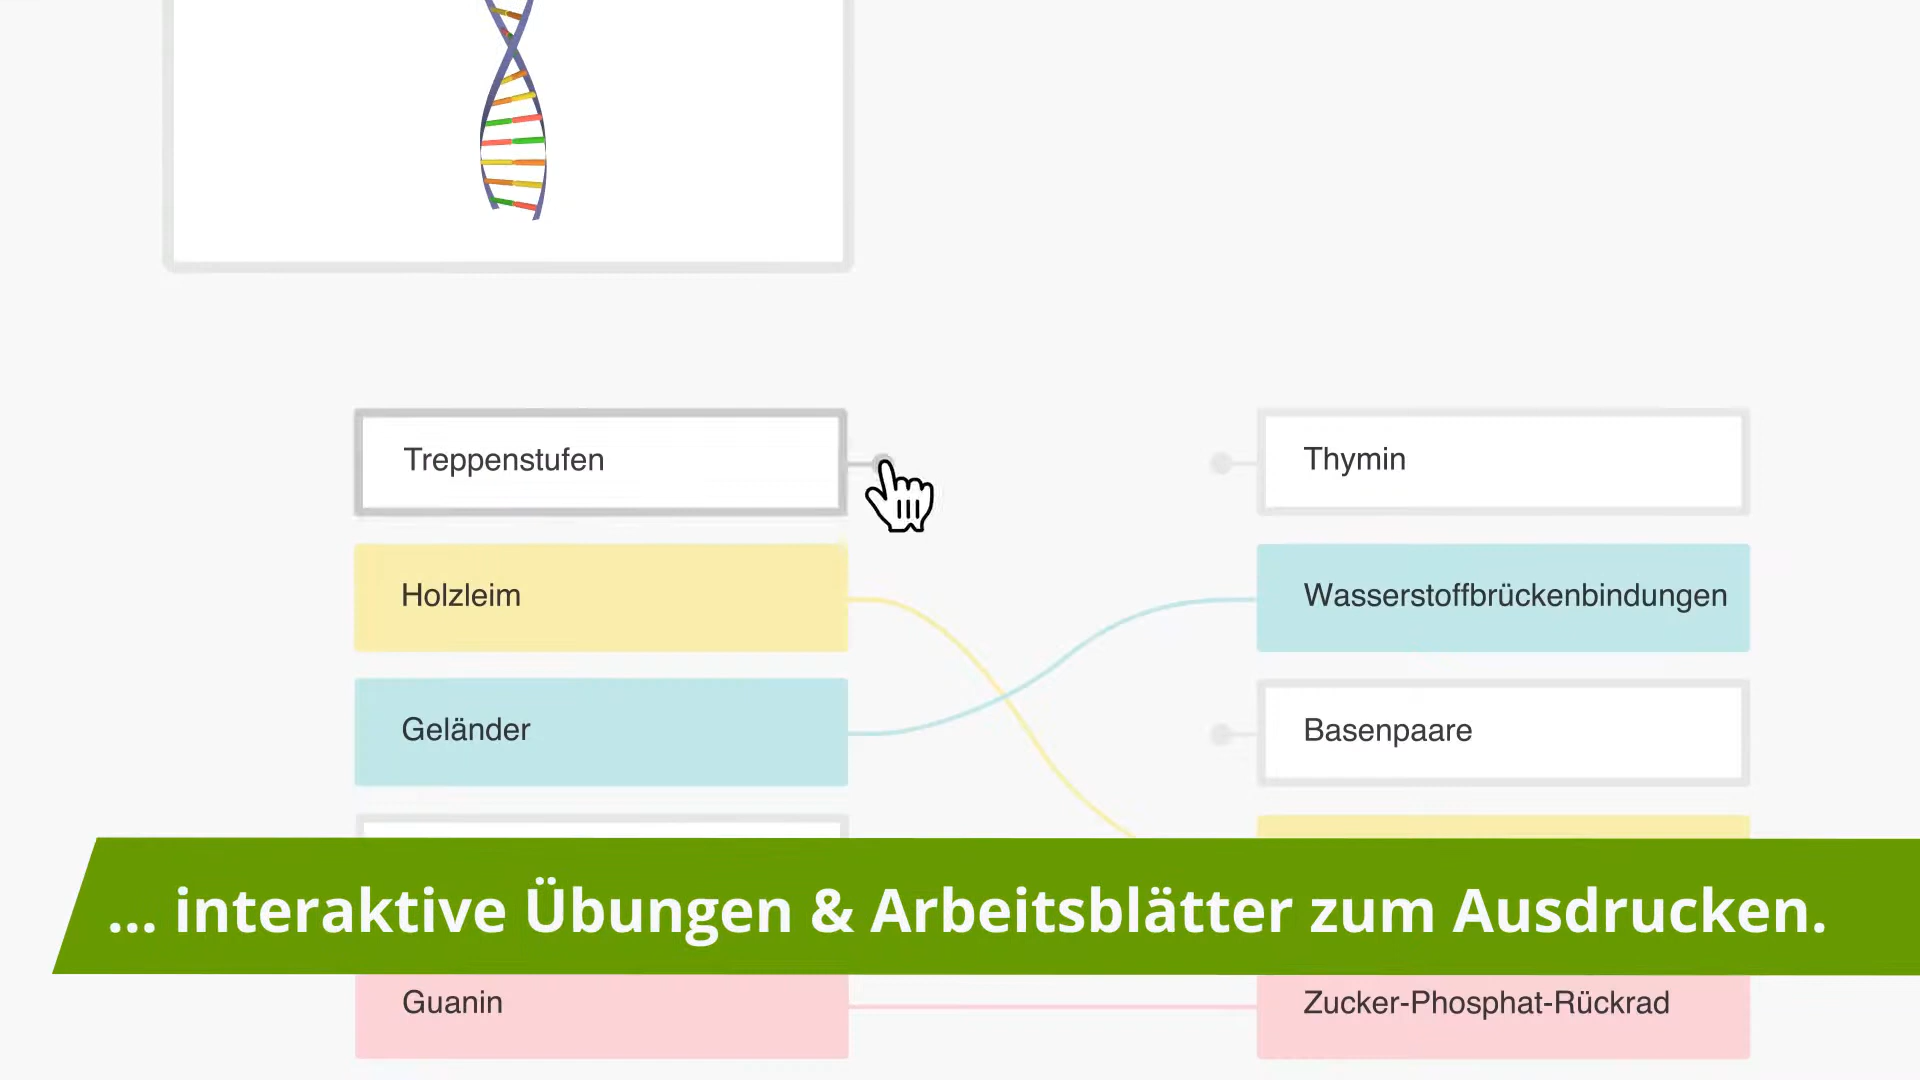 Treppenstufen
Thymin
Holzleim
Wasserstoffbrückenbindungen
Geländer
Basenpaare
... interaktive Übungen & Arbeitsblätter zum Ausdrucken.
Guanin
Zucker-Phosphat-Rückrad